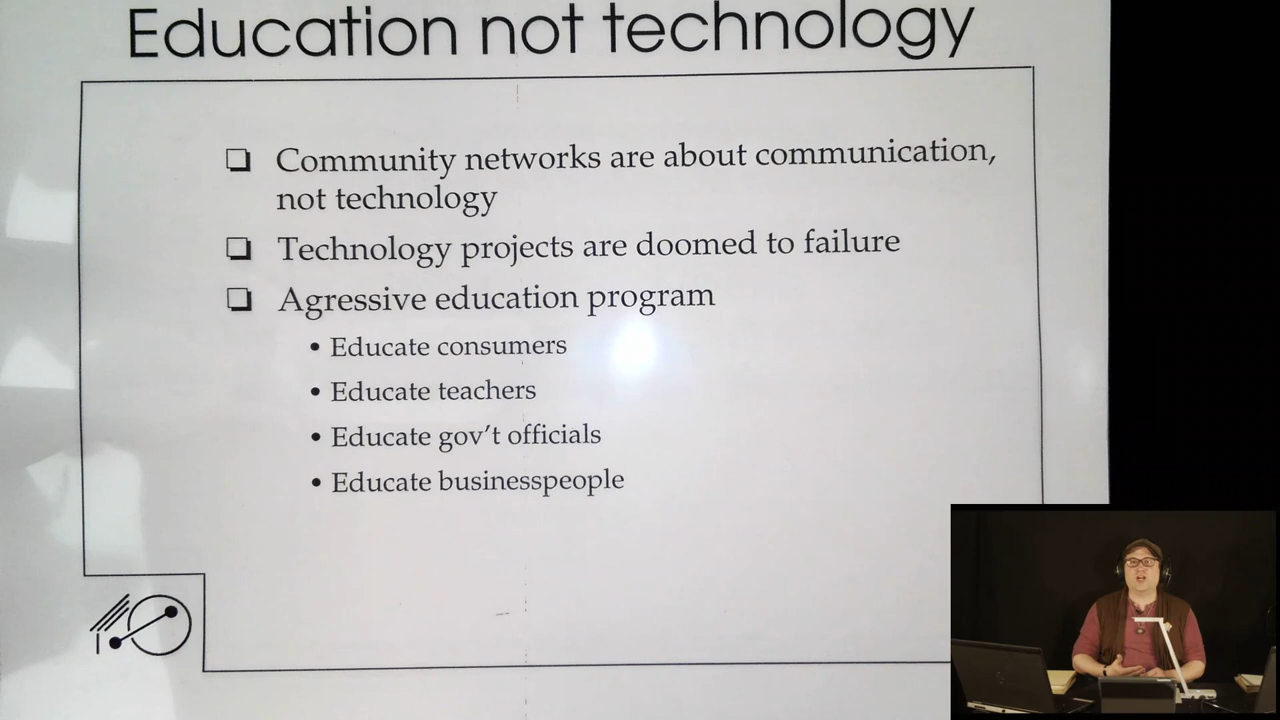 Education not technology
❏ Community networks are about communication,
not technology
❏ Technology projects are doomed to failure
❏ Agressive education program
• Educate consumers
• Educate teachers
• Educate gov't officials
• Educate businesspeople